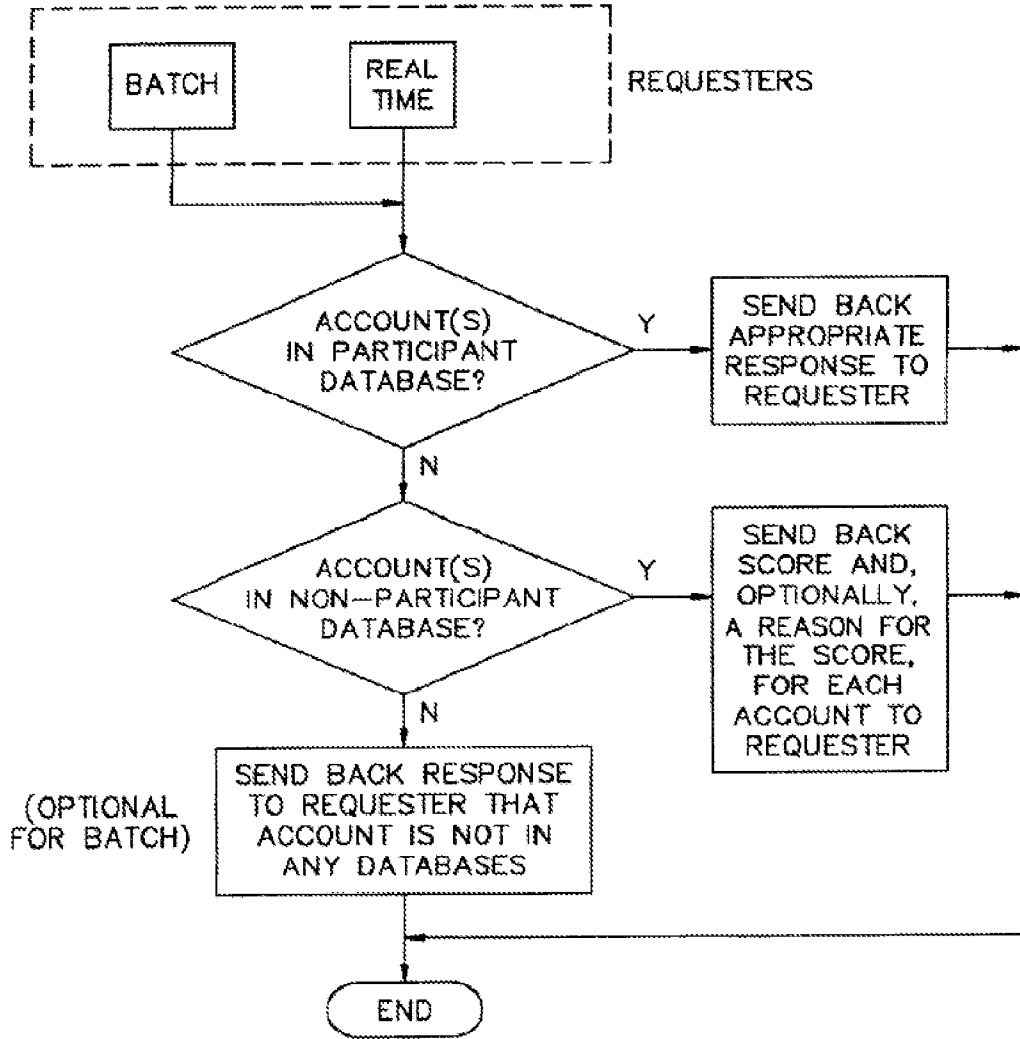 BATCH
REAL
TIME
REQUESTERS
ACCOUNT(S)
IN PARTICIPANT
DATABASE?
Y
SEND BACK
APPROPRIATE
RESPONSE TO
REQUESTER
N
ACCOUNT(S)
IN NON-PARTICIPANT
DATABASE?
Y
SEND BACK
SCORE AND,
OPTIONALLY,
A REASON FOR
THE SCORE,
FOR EACH
ACCOUNT TO
REQUESTER
N
(OPTIONAL
FOR BATCH)
SEND BACK RESPONSE
TO REQUESTER THAT
ACCOUNT IS NOT IN
ANY DATABASES
END